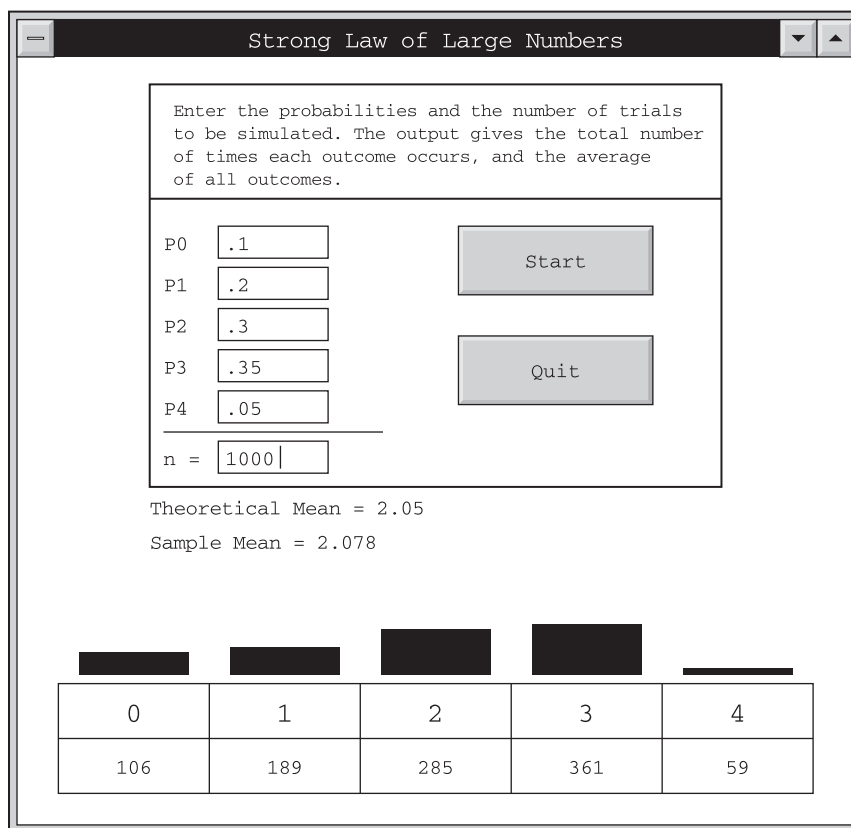 Strong Law of Large Numbers
Enter the probabilities and the number of trials
to be simulated. The output gives the total number
of times each outcome occurs, and the average
of all outcomes.
P0 .1
P1 .2
P2 .3
P3 .35
P4 .05
n = 1000
Start
Quit
Theoretical Mean = 2.05
Sample Mean = 2.078
0 1 2 3 4
106 189 285 361 59